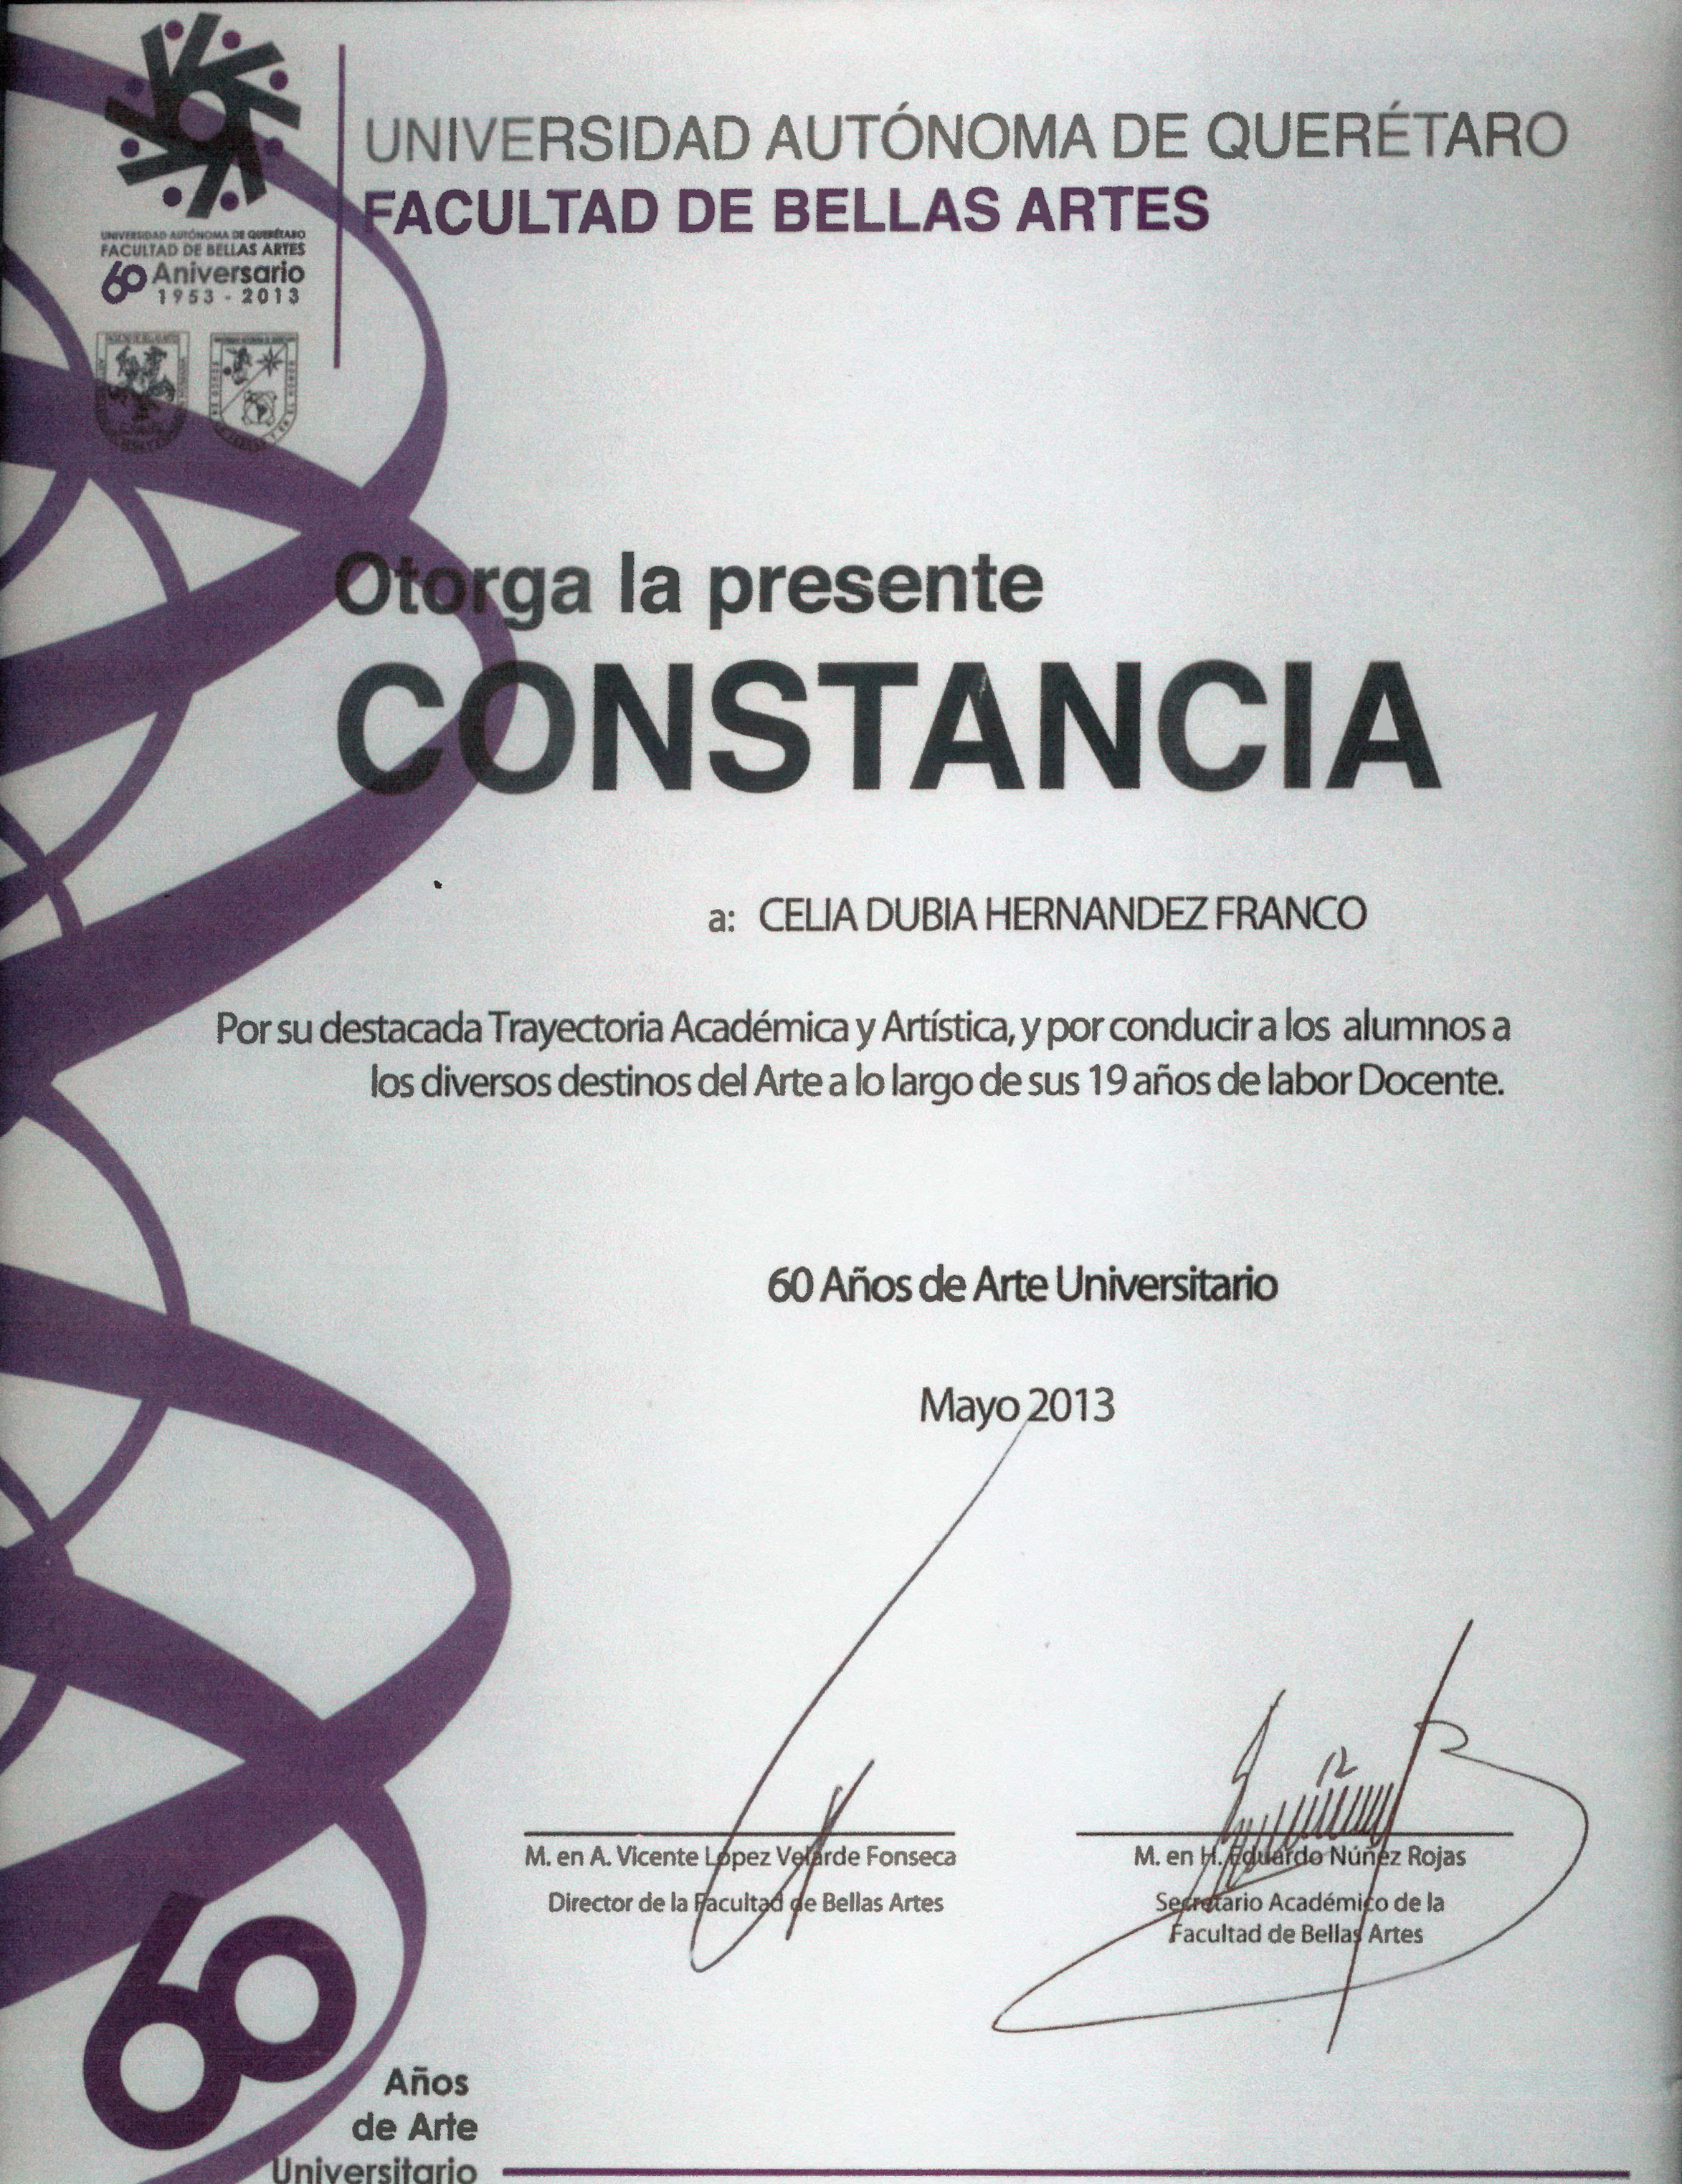 UNIVERSIDAD AUTÓNOMA DE QUERÉTARO
FACULTAD DE BELLAS ARTES
UNIVERSIDAD AUTÓNOMA DE QUERÉTARO
FACULTAD DE BELLAS ARTES
60 Aniversario
1953 - 2013
Otorga la presente
CONSTANCIA
a: CELIA DUBIA HERNANDEZ FRANCO
Por su destacada Trayectoria Académica y Artística, y por conducir a los alumnos a
los diversos destinos del Arte a lo largo de sus 19 años de labor Docente.
60 Años de Arte Universitario
Mayo 2013
M. en A. Vicente López Velarde Fonseca
Director de la Facultad de Bellas Artes
M. en H. Eduardo Núñez Rojas
Secretario Académico de la
Facultad de Bellas Artes
60
Años
de Arte
Universitario